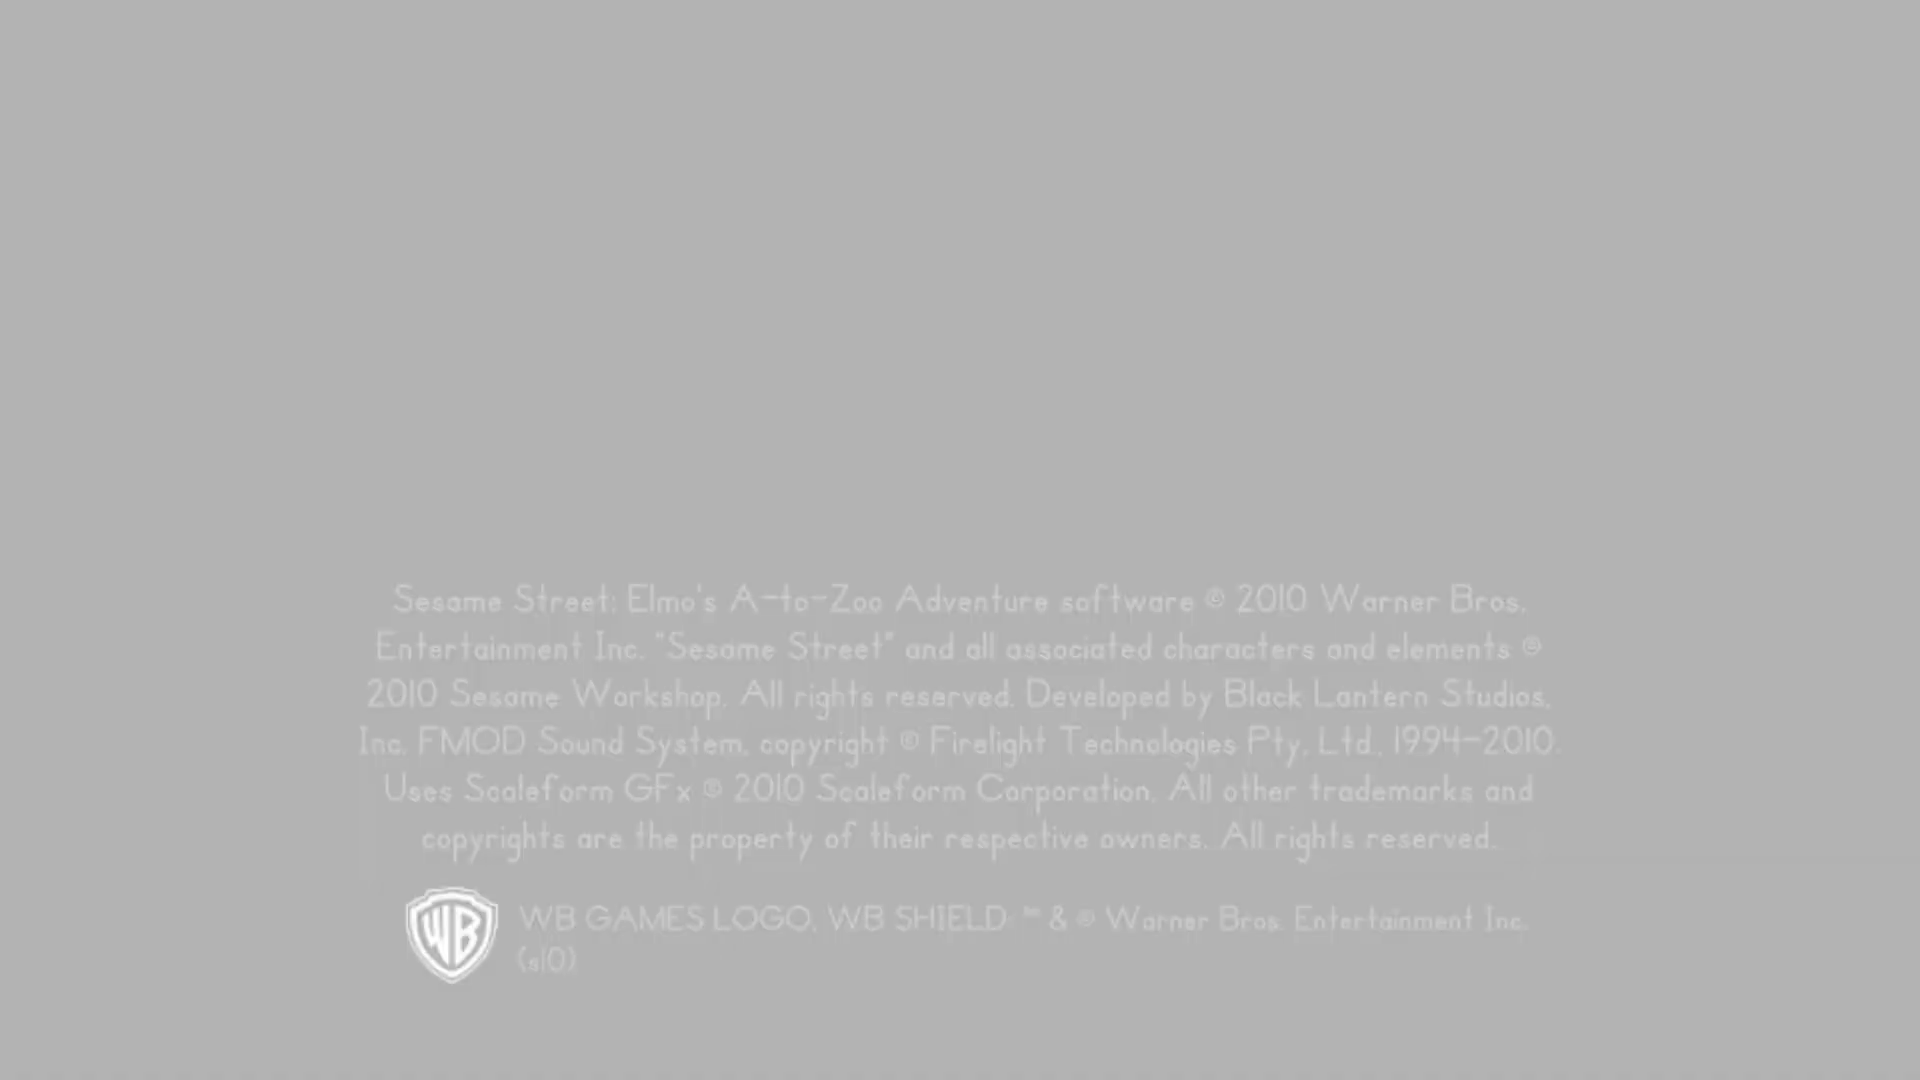 Sesame Street: Elmo's A-to-Zoo Adventure software © 2010 Warner Bros.
Entertainment Inc. "Sesame Street" and all associated characters and elements ©
2010 Sesame Workshop. All rights reserved. Developed by Black Lantern Studios,
Inc. FMOD Sound System, copyright © Firelight Technologies Pty, Ltd., 1994-2010.
Uses Scaleform GFx © 2010 Scaleform Corporation. All other trademarks and
copyrights are the property of their respective owners. All rights reserved.
WB
WB GAMES LOGO, WB SHIELD: ™ & © Warner Bros. Entertainment Inc.
(s10)